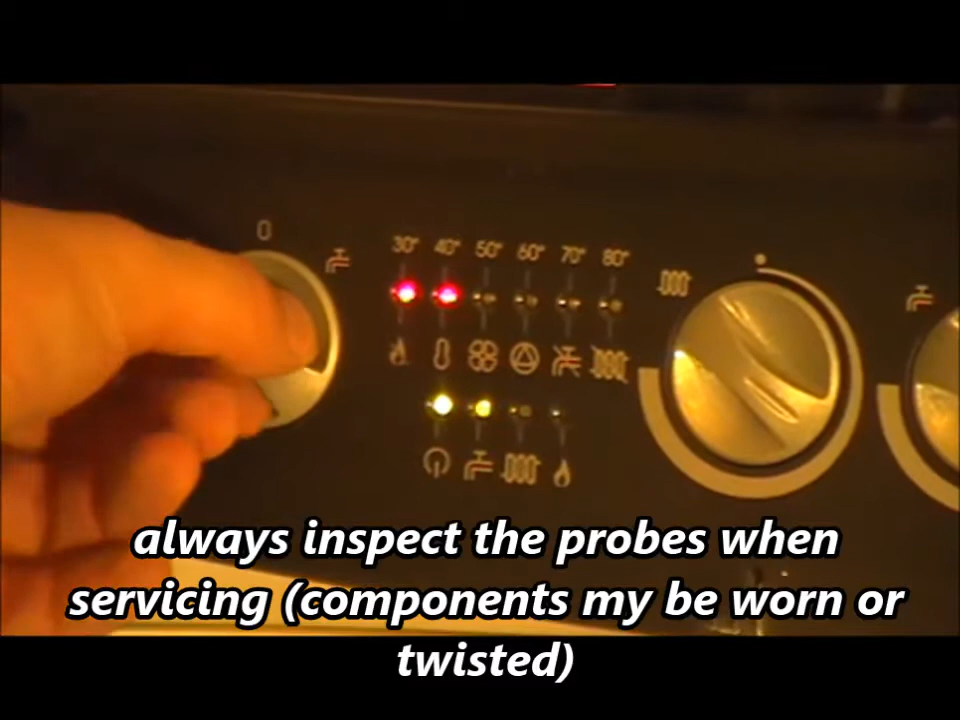 0
30° 40° 50° 60° 70° 80°
always inspect the probes when
servicing (components my be worn or
twisted)